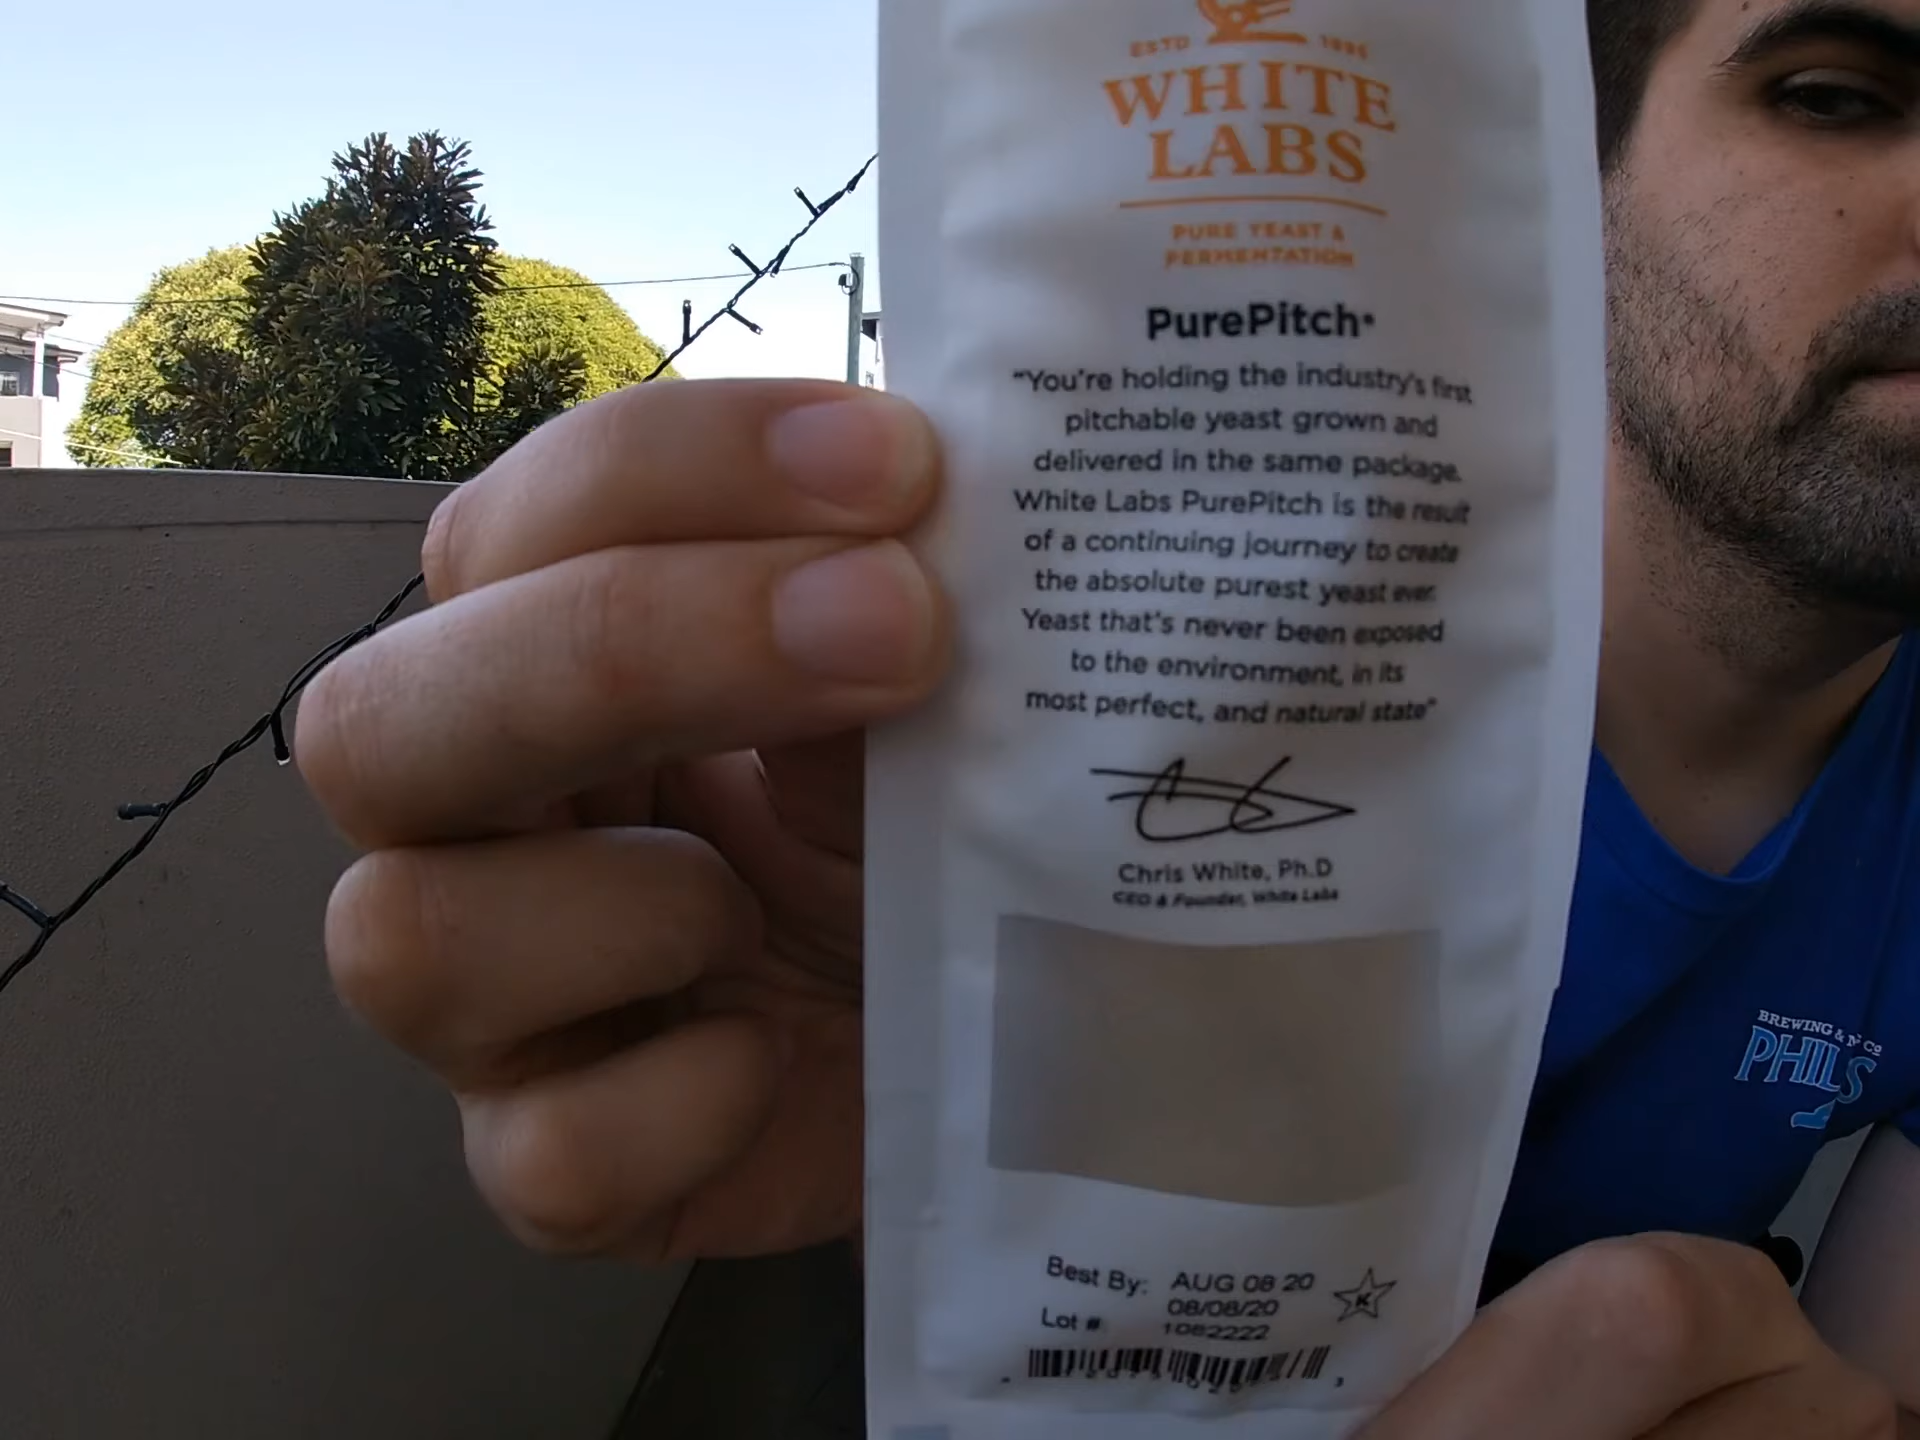 ESTD 1995
WHITE
LABS
PURE YEAST &
FERMENTATION
PurePitch®
"You're holding the industry's first
pitchable yeast grown and
delivered in the same package.
White Labs PurePitch is the result
of a continuing journey to create
the absolute purest yeast ever.
Yeast that's never been exposed
to the environment, in its
most perfect, and natural state"
Chris White, Ph.D
CEO & Founder, White Labs
Best By: AUG 08 20
08/08/20
Lot # 1082222
K
BREWING & Co
PHIL'S